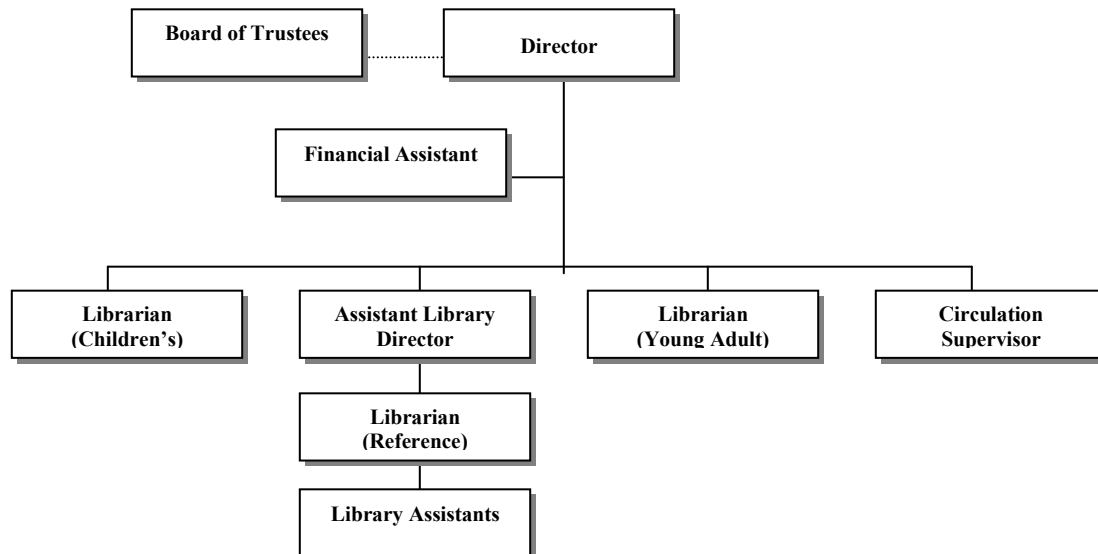 Board of Trustees
Director
Financial Assistant
Librarian
(Children’s)
Assistant Library
Director
Librarian
(Young Adult)
Circulation
Supervisor
Librarian
(Reference)
Library Assistants